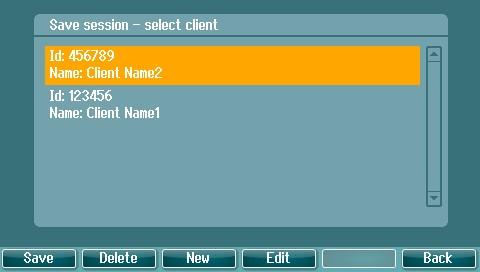 Save session - select client
Id: 456789
Name: Client Name2
Id: 123456
Name: Client Name1
Save Delete New Edit Back